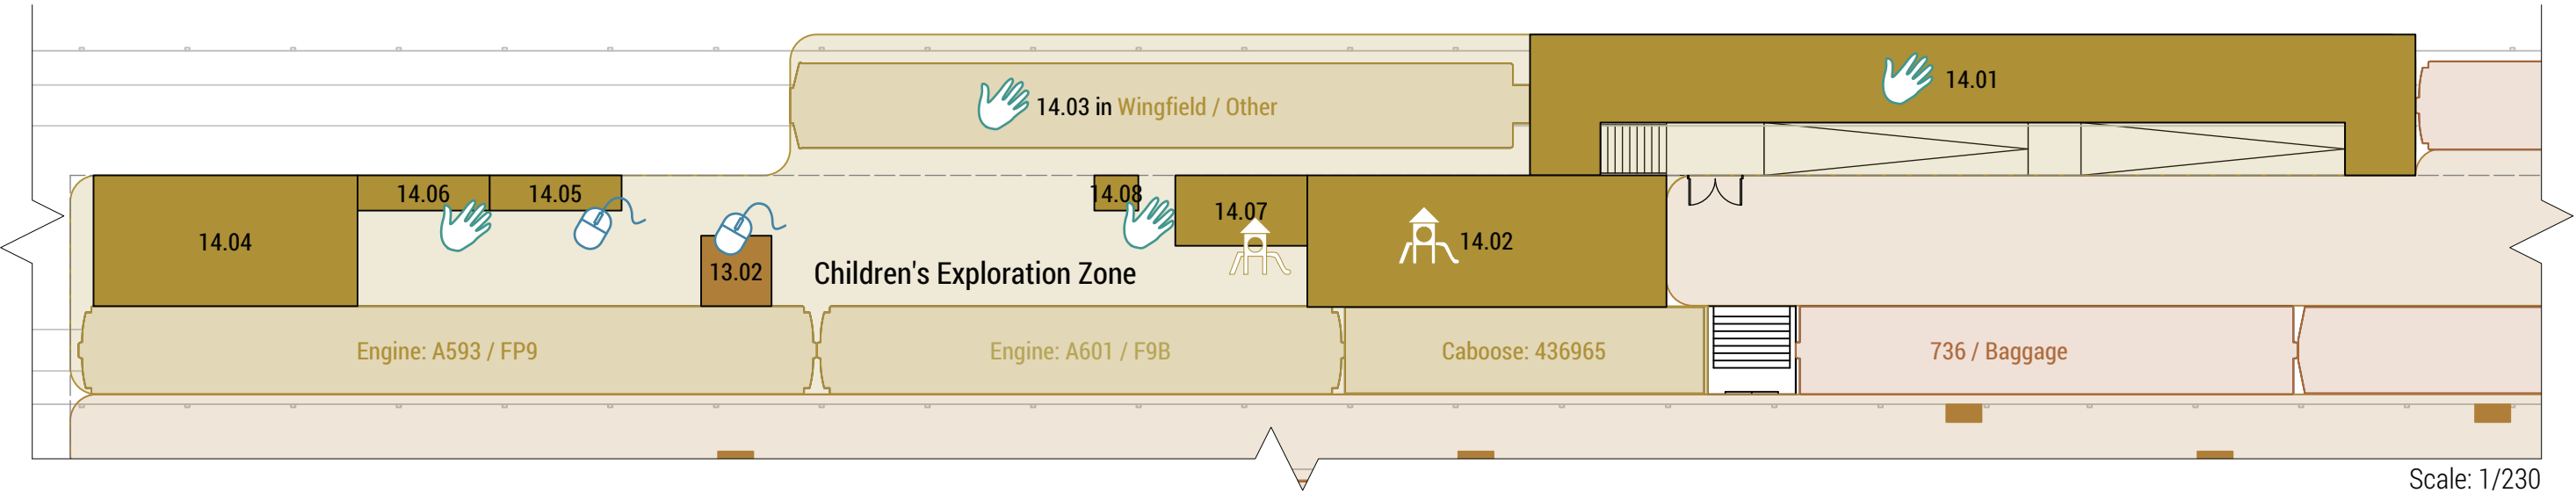 14.01
14.03 in Wingfield / Other
14.06
14.05
14.08
14.07
14.04
14.02
13.02
Children's Exploration Zone
Engine: A593 / FP9
Engine: A601 / F9B
Caboose: 436965
736 / Baggage
Scale: 1/230